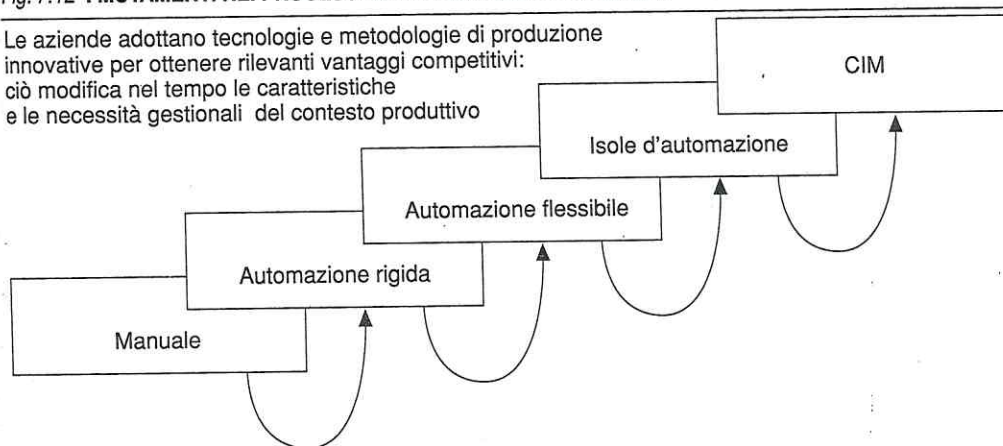 Le aziende adottano tecnologie e metodologie di produzione
innovative per ottenere rilevanti vantaggi competitivi:
ciò modifica nel tempo le caratteristiche
e le necessità gestionali del contesto produttivo
CIM
Isole d'automazione
Automazione flessibile
Automazione rigida
Manuale